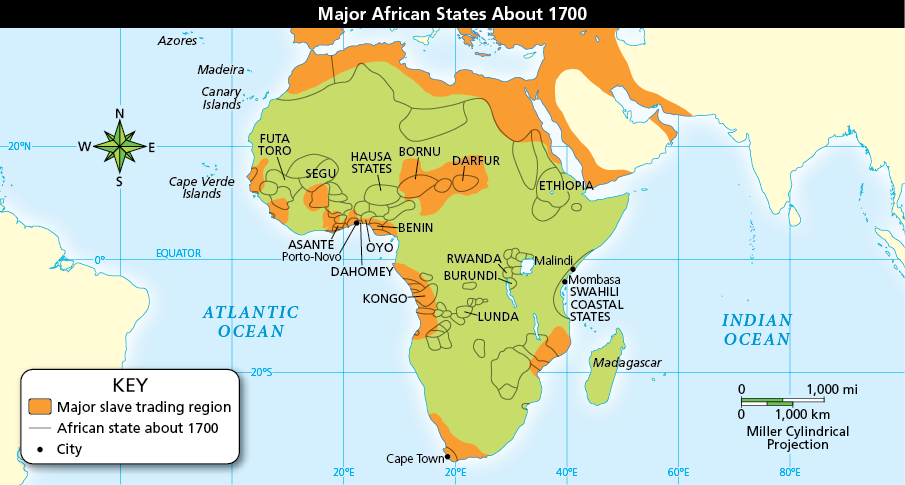 Major African States About 1700
Azores
Madeira
Canary
Islands
N
W
E
S
20°N
FUTA
TORO
SEGU
HAUSA
STATES
BORNU
DARFUR
ETHIOPIA
Cape Verde
Islands
BENIN
ASANTE
OYO
Porto-Novo
DAHOMEY
EQUATOR
0°
RWANDA
BURUNDI
Malindi
Mombasa
SWAHILI
COASTAL
STATES
KONGO
LUNDA
ATLANTIC
OCEAN
INDIAN
OCEAN
Madagascar
20°S
KEY
Major slave trading region
African state about 1700
City
0
1,000 mi
0
1,000 km
Miller Cylindrical
Projection
Cape Town
20°W
0°
20°E
40°E
60°E
80°E